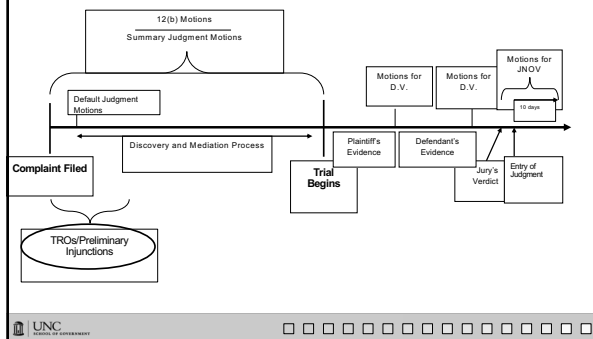 12(b) Motions
Summary Judgment Motions
Default Judgment
Motions
Discovery and Mediation Process
Complaint Filed
TROs/Preliminary
Injunctions
Trial
Begins
Plaintiff's
Evidence
Motions for
D.V.
Defendant's
Evidence
Motions for
D.V.
Jury's
Verdict
Motions for
JNOV
10 days
Entry of
Judgment
UNC
SCHOOL OF GOVERNMENT